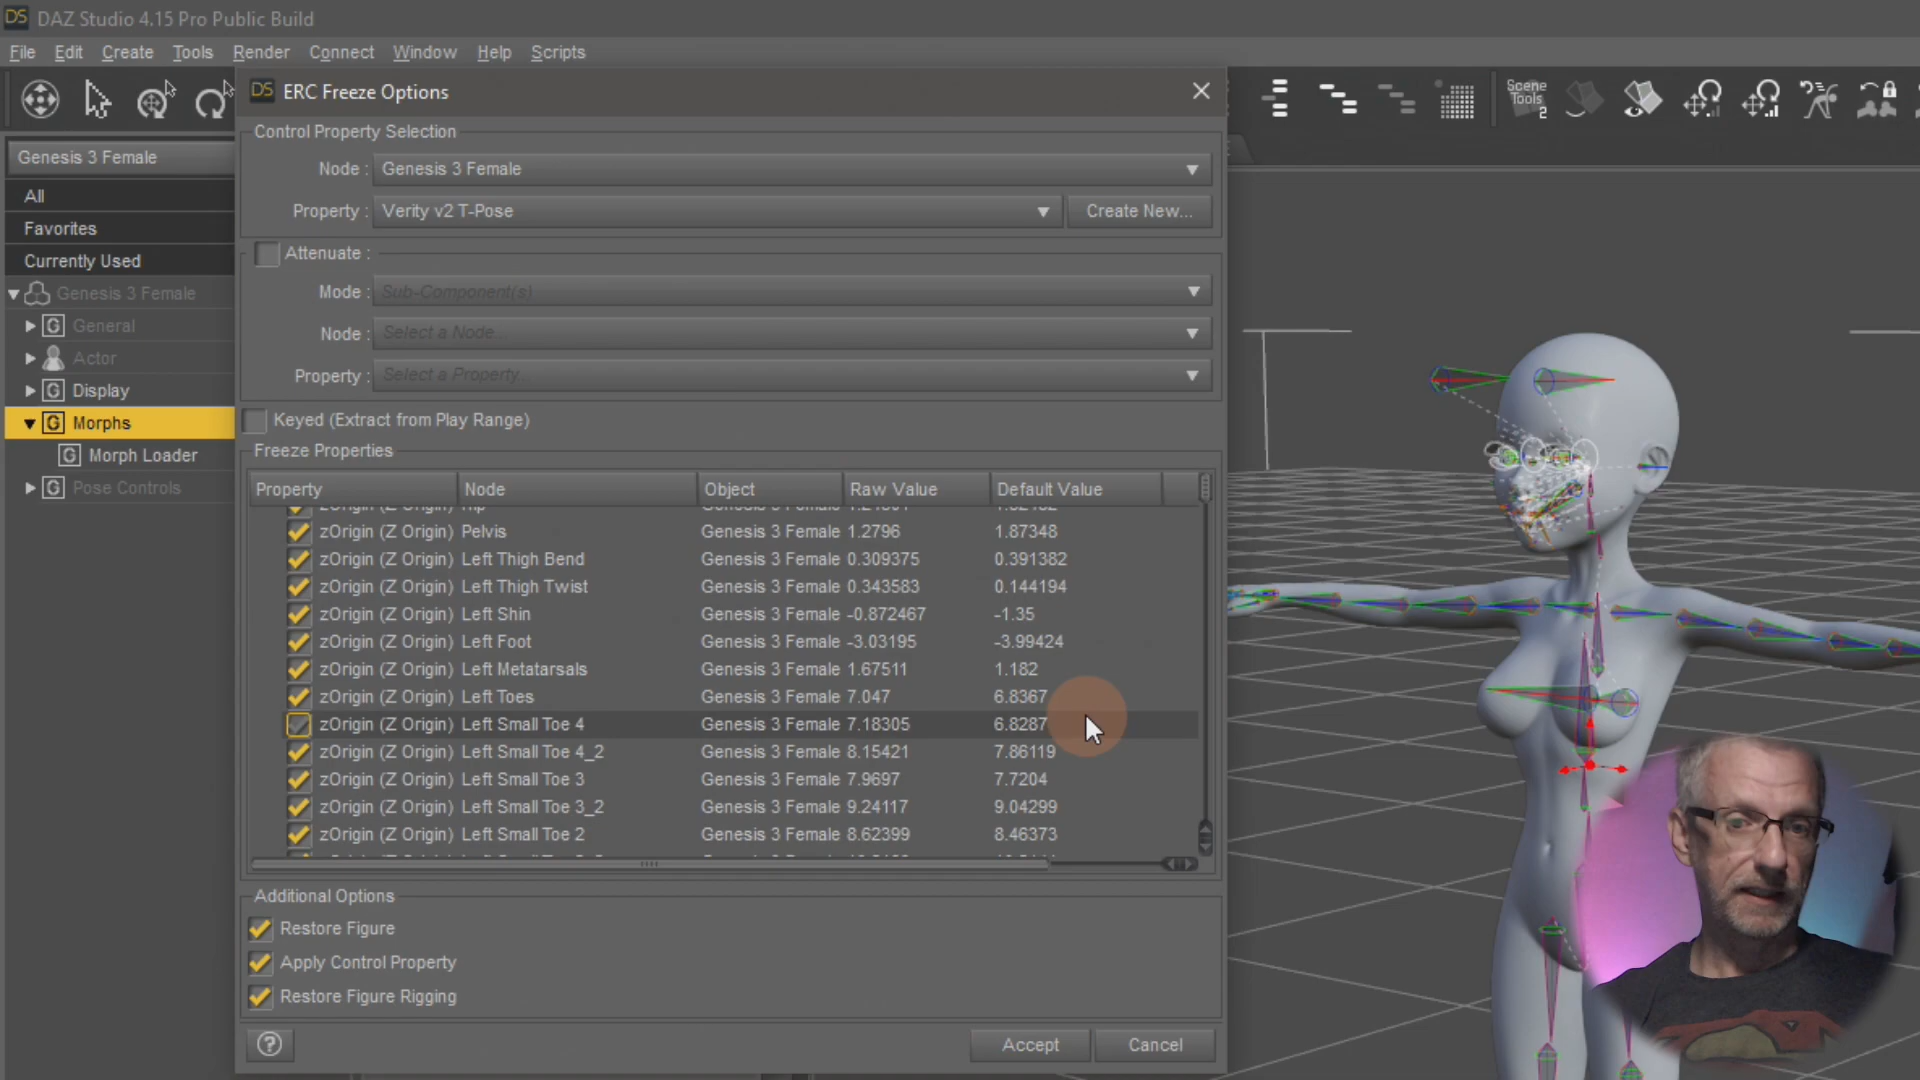 DS DAZ Studio 4.15 Pro Public Build
File Edit Create Tools Render Connect Window Help Scripts
DS ERC Freeze Options
Scene Tools 2
Control Property Selection
Genesis 3 Female
Node : Genesis 3 Female
All
Property : Verity v2 T-Pose Create New...
Favorites
Attenuate :
Currently Used
Mode : Sub-Component(s)
Genesis 3 Female
G General
Node : Select a Node...
Actor
Property : Select a Property...
G Display
G Morphs
Keyed (Extract from Play Range)
G Morph Loader
Freeze Properties
G Pose Controls
Property Node Object Raw Value Default Value
zOrigin (Z Origin) Pelvis Genesis 3 Female 1.2796 1.87348
zOrigin (Z Origin) Left Thigh Bend Genesis 3 Female 0.309375 0.391382
zOrigin (Z Origin) Left Thigh Twist Genesis 3 Female 0.343583 0.144194
zOrigin (Z Origin) Left Shin Genesis 3 Female -0.872467 -1.35
zOrigin (Z Origin) Left Foot Genesis 3 Female -3.03195 -3.99424
zOrigin (Z Origin) Left Metatarsals Genesis 3 Female 1.67511 1.182
zOrigin (Z Origin) Left Toes Genesis 3 Female 7.047 6.8367
zOrigin (Z Origin) Left Small Toe 4 Genesis 3 Female 7.18305 6.8287
zOrigin (Z Origin) Left Small Toe 4_2 Genesis 3 Female 8.15421 7.86119
zOrigin (Z Origin) Left Small Toe 3 Genesis 3 Female 7.9697 7.7204
zOrigin (Z Origin) Left Small Toe 3_2 Genesis 3 Female 9.24117 9.04299
zOrigin (Z Origin) Left Small Toe 2 Genesis 3 Female 8.62399 8.46373
Additional Options
Restore Figure
Apply Control Property
Restore Figure Rigging
? Accept Cancel